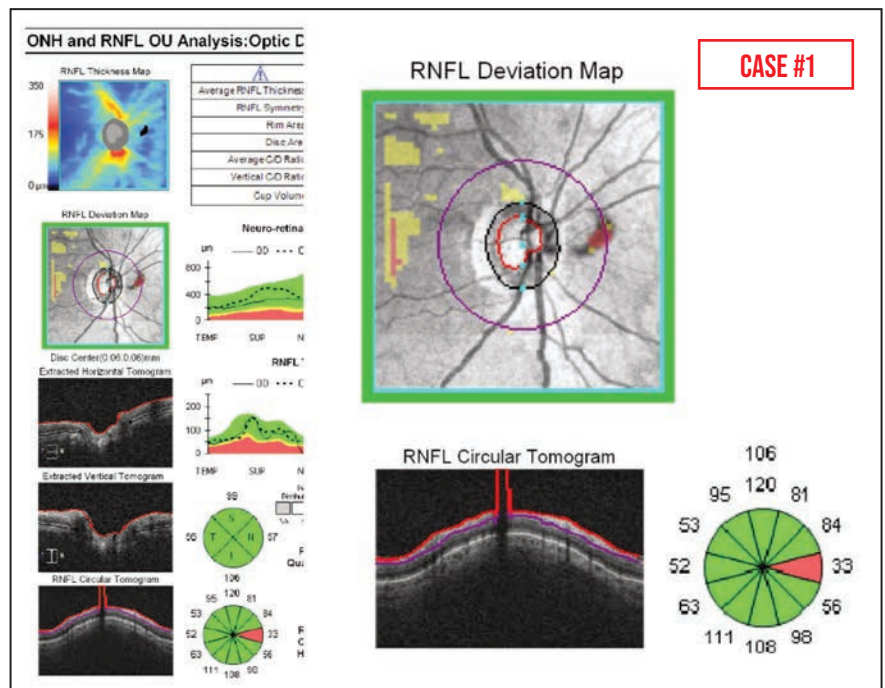 ONH and RNFL OU Analysis:Optic D
CASE #1
RNFL Thickness Map
350
175
0 μm
Average RNFL Thickness
RNFL Symmetry
Rim Area
Disc Area
Average C/D Ratio
Vertical C/D Ratio
Cup Volume
RNFL Deviation Map
Disc Center(0.06,0.06)mm
Extracted Horizontal Tomogram
Extracted Vertical Tomogram
RNFL Circular Tomogram
Neuro-retina
μm
OD
800
400
0
TEMP SUP N
RNFL T
μm
OD
200
100
0
TEMP SUP N
99
S
T N
I
56 57
106
120
95 81
53 84
52 33
63 56
111 98
108
RNFL Deviation Map
RNFL Circular Tomogram
106
120
95 81
53 84
52 33
63 56
111 98
108